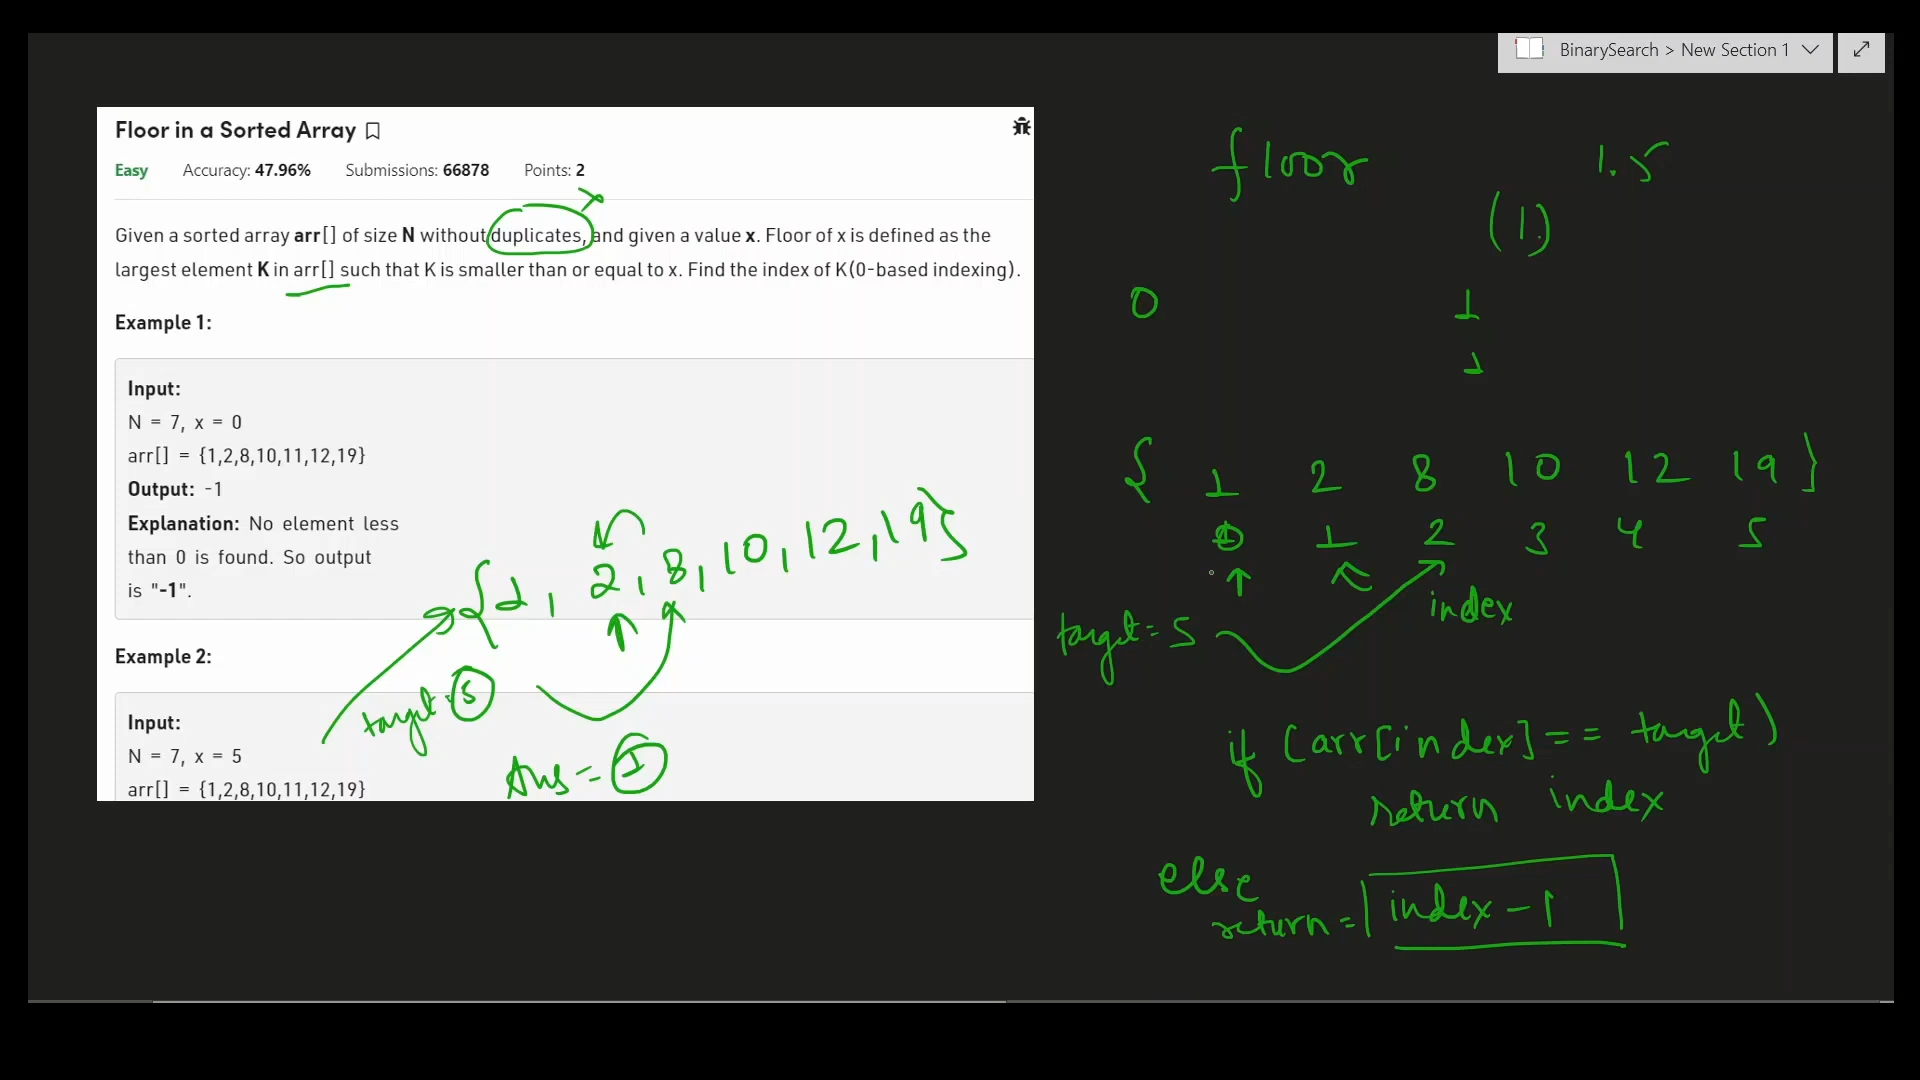 BinarySearch > New Section 1
Floor in a Sorted Array
Easy Accuracy: 47.96% Submissions: 66878 Points: 2
Given a sorted array arr[] of size N without duplicates, and given a value x. Floor of x is defined as the
largest element K in arr[] such that K is smaller than or equal to x. Find the index of K(0-based indexing).
Example 1:
Input:
N = 7, x = 0
arr[] = {1,2,8,10,11,12,19}
Output: -1
Explanation: No element less
than 0 is found. So output
is "-1".
{1, 2, 8, 10, 12, 19}
target = 5
Ans = 1
Example 2:
Input:
N = 7, x = 5
arr[] = {1,2,8,10,11,12,19}
floor 1.5
(1)
0 1
1
{ 1 2 8 10 12 19 }
0 1 2 3 4 5
index
target = 5
if (arr[index] == target)
return index
else
return = index - 1